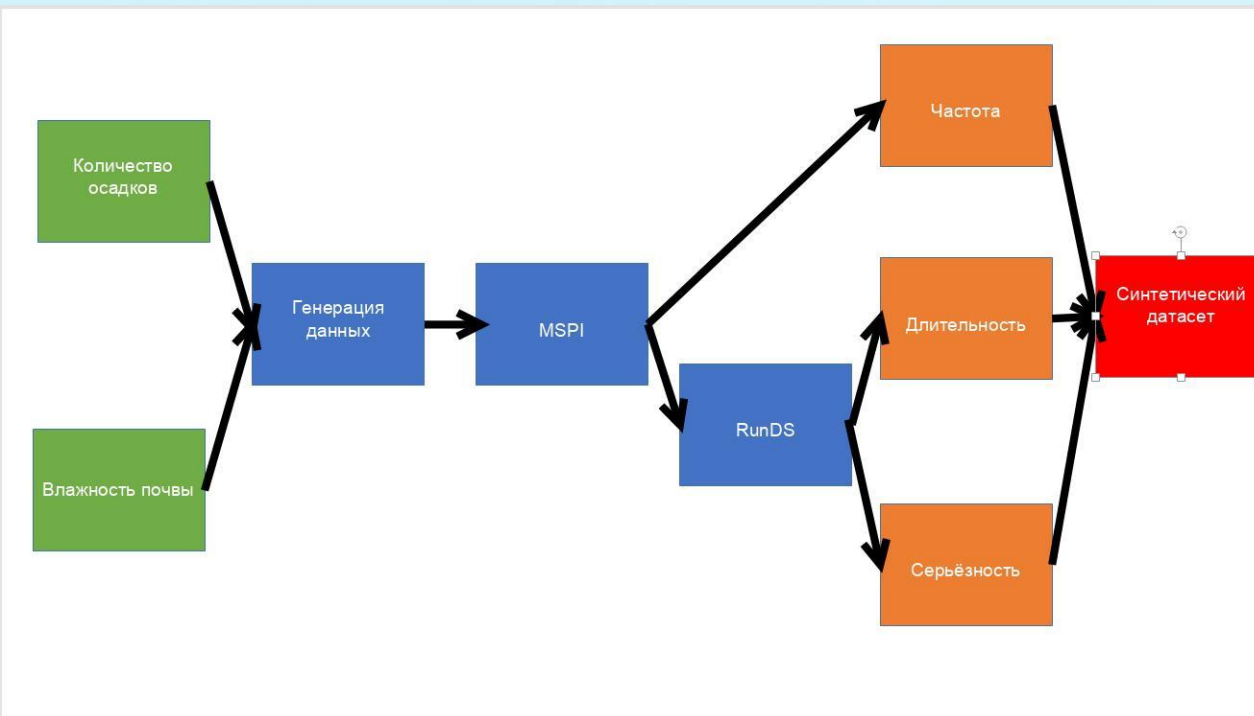 Количество
осадков
Влажность почвы
Генерация
данных
MSPI
RunDS
Частота
Длительность
Серьёзность
Синтетический
датасет